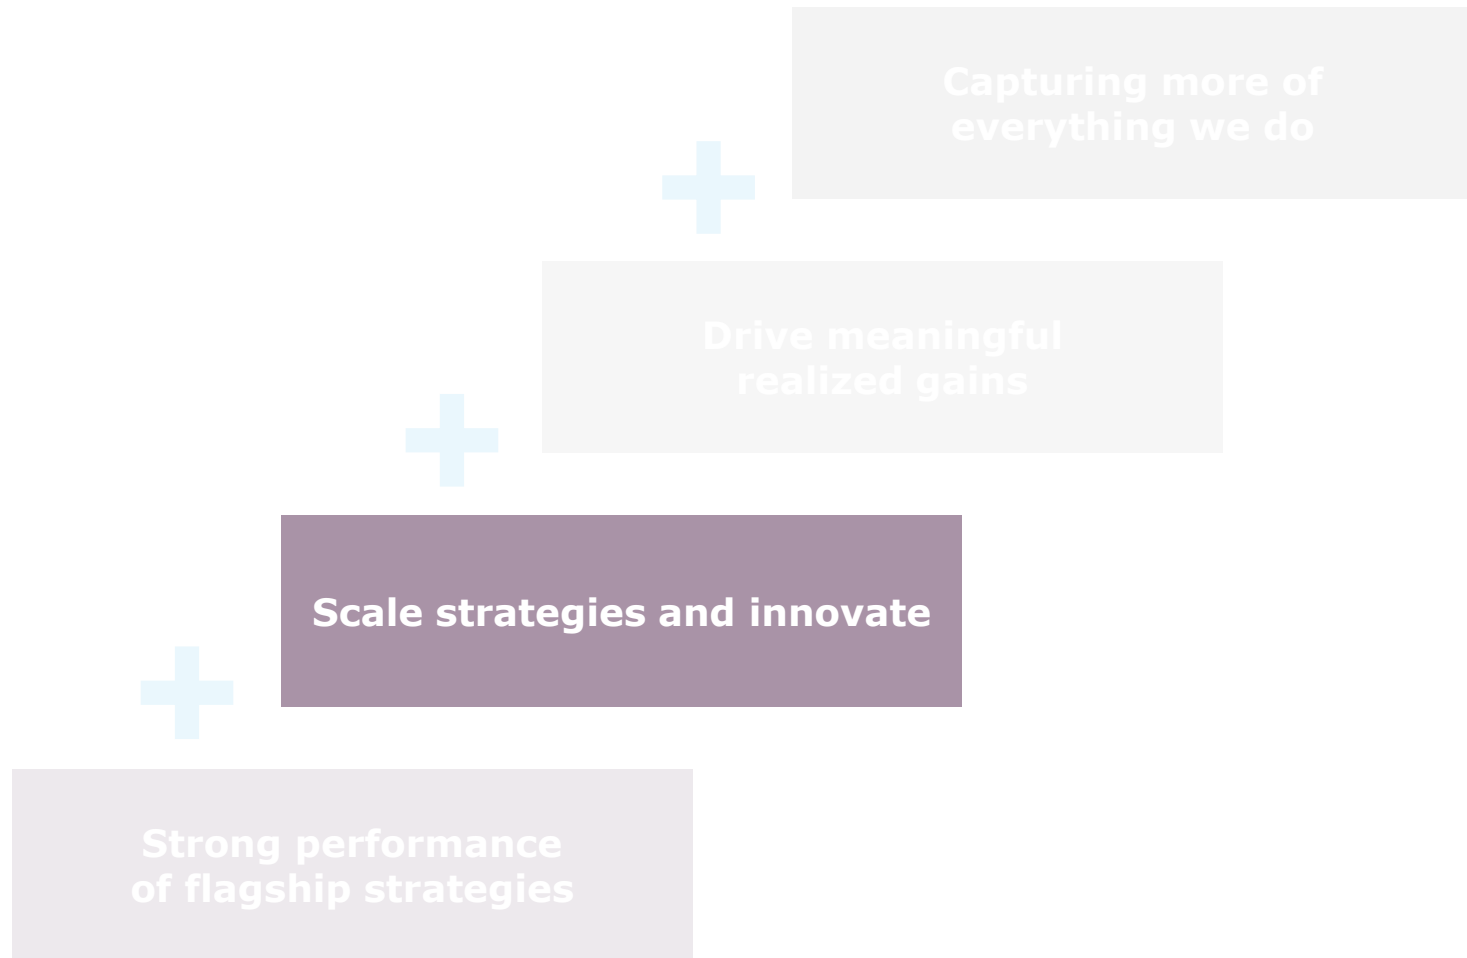 Capturing more of
everything we do
Drive meaningful
realized gains
Scale strategies and innovate
Strong performance
of flagship strategies